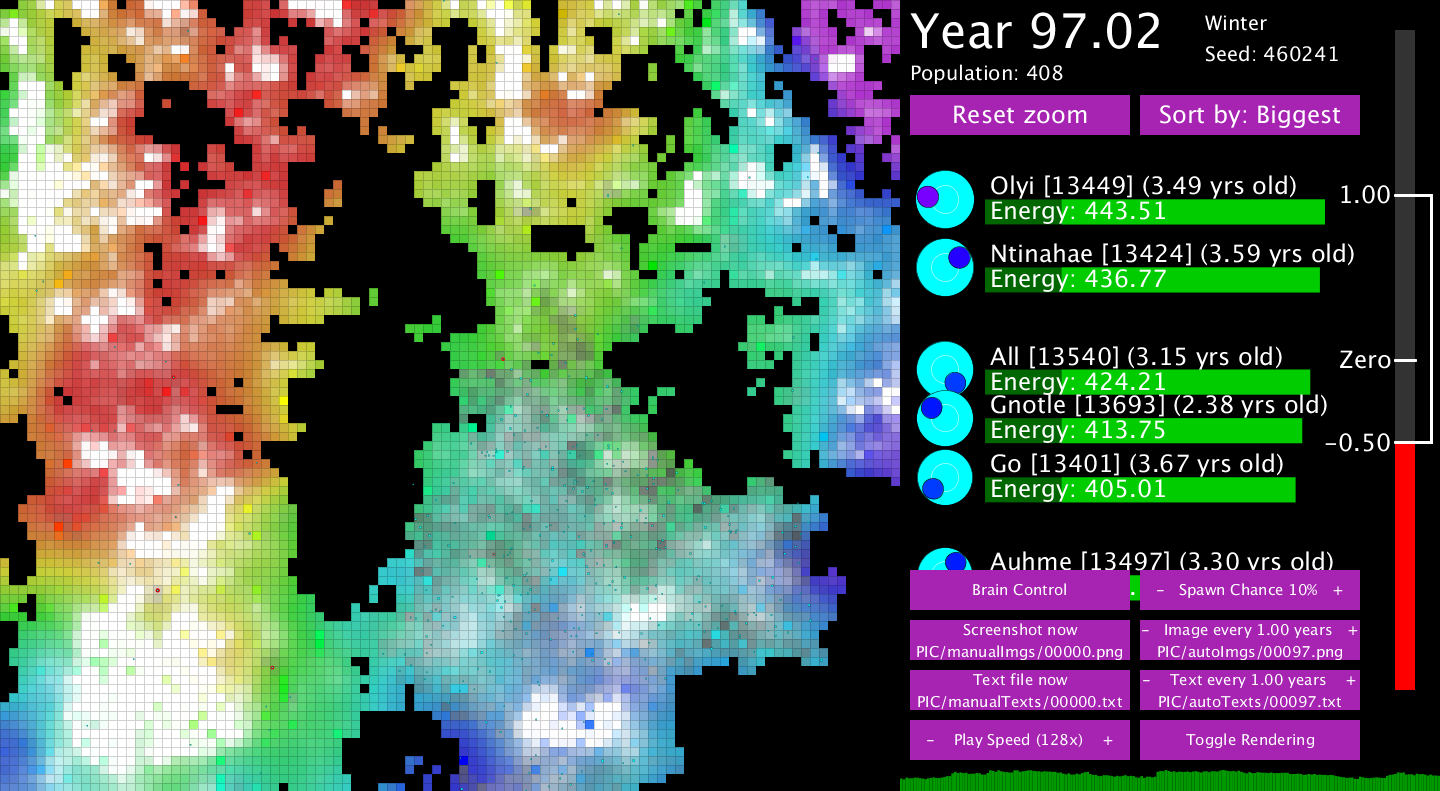 Year 97.02
Winter
Seed: 460241
Population: 408
Reset zoom
Sort by: Biggest
Olyi [13449] (3.49 yrs old)
Energy: 443.51
1.00
Ntinahae [13424] (3.59 yrs old)
Energy: 436.77
All [13540] (3.15 yrs old)
Energy: 424.21
Zero
Gnotle [13693] (2.38 yrs old)
Energy: 413.75
-0.50
Go [13401] (3.67 yrs old)
Energy: 405.01
Auhme [13497] (3.30 yrs old)
Brain Control
- Spawn Chance 10% +
Screenshot now
PIC/manualImgs/00000.png
- Image every 1.00 years +
PIC/autoImgs/00097.png
Text file now
PIC/manualTexts/00000.txt
- Text every 1.00 years +
PIC/autoTexts/00097.txt
- Play Speed (128x) +
Toggle Rendering